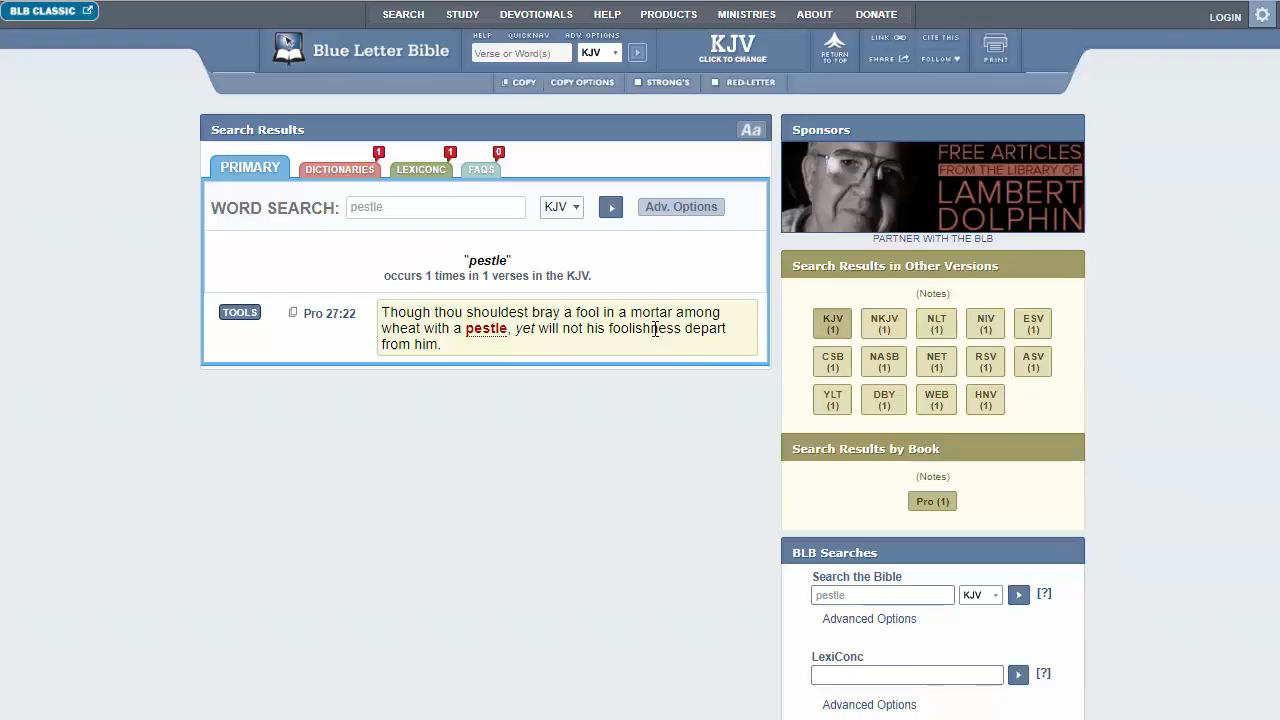 BLB CLASSIC
SEARCH STUDY DEVOTIONALS HELP PRODUCTS MINISTRIES ABOUT DONATE
LOGIN
Blue Letter Bible
HELP QUICKNAV ADV. OPTIONS
Verse or Word(s) KJV
KJV
CLICK TO CHANGE
RETURN
TO TOP
LINK CITE THIS
SHARE FOLLOW
PRINT
COPY COPY OPTIONS STRONG'S RED-LETTER
Search Results Aa
PRIMARY DICTIONARIES 1 LEXICONC 1 FAQS 0
WORD SEARCH: pestle KJV Adv. Options
"pestle"
occurs 1 times in 1 verses in the KJV.
TOOLS Pro 27:22
Though thou shouldest bray a fool in a mortar among
wheat with a pestle, yet will not his foolishness depart
from him.
Sponsors
FREE ARTICLES
FROM THE LIBRARY OF
LAMBERT
DOLPHIN
PARTNER WITH THE BLB
Search Results in Other Versions
(Notes)
KJV (1) NKJV (1) NLT (1) NIV (1) ESV (1)
CSB (1) NASB (1) NET (1) RSV (1) ASV (1)
YLT (1) DBY (1) WEB (1) HNV (1)
Search Results by Book
(Notes)
Pro (1)
BLB Searches
Search the Bible
pestle KJV [?]
Advanced Options
LexiConc
[?]
Advanced Options